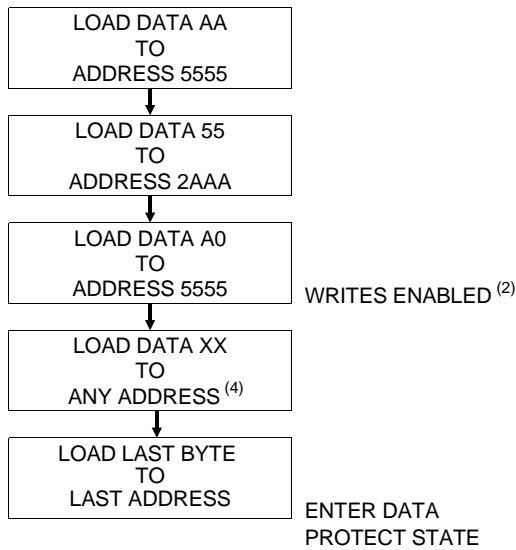 LOAD DATA AA
TO
ADDRESS 5555
LOAD DATA 55
TO
ADDRESS 2AAA
LOAD DATA A0
TO
ADDRESS 5555
WRITES ENABLED (2)
LOAD DATA XX
TO
ANY ADDRESS (4)
LOAD LAST BYTE
TO
LAST ADDRESS
ENTER DATA
PROTECT STATE